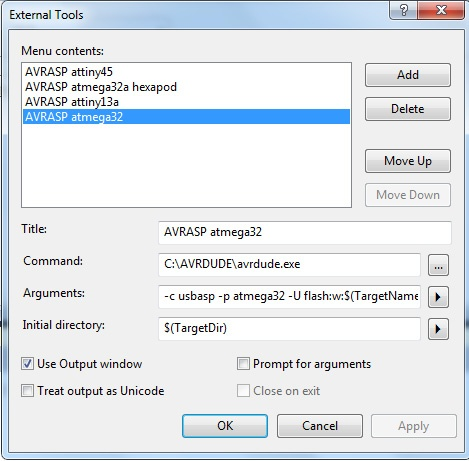 External Tools
Menu contents:
AVRASP attiny45
AVRASP atmega32a hexapod
AVRASP attiny13a
AVRASP atmega32
Add
Delete
Move Up
Move Down
Title:
AVRASP atmega32
Command:
C:\AVRDUDE\avrdude.exe
...
Arguments:
-c usbasp -p atmega32 -U flash:w:$(TargetName
Initial directory:
$(TargetDir)
Use Output window
Prompt for arguments
Treat output as Unicode
Close on exit
OK
Cancel
Apply